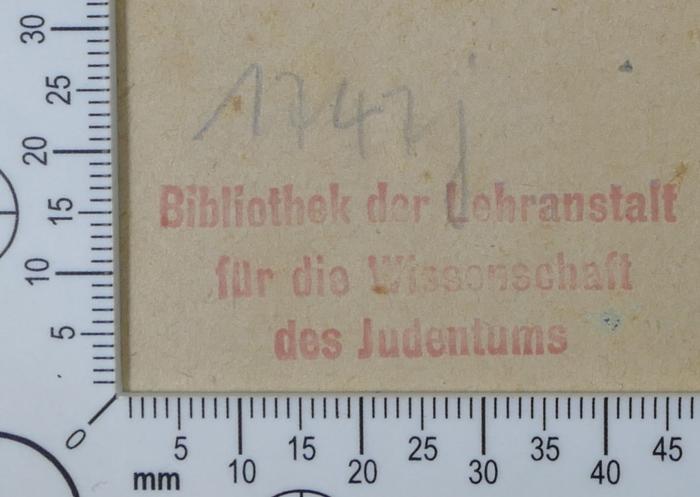 1747j
Bibliothek der Lehranstalt
für die Wissenschaft
des Judentums
30
25
20
15
10
5
0
5 10 15 20 25 30 35 40 45
mm